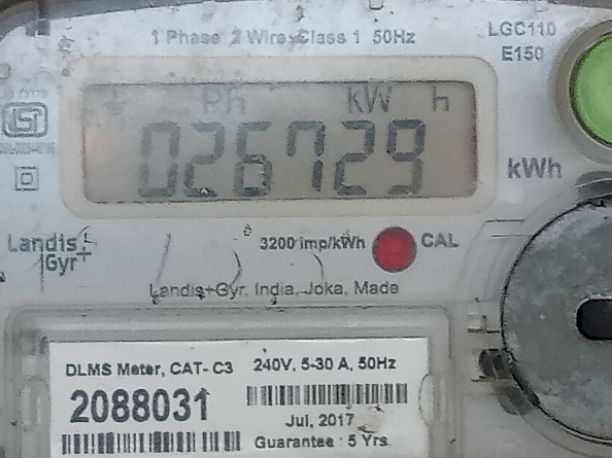 1 Phase 2 Wire Class 1 50Hz
LGC110
E150
Ph kW h
026729
kWh
Landis
Gyr+
3200 imp/kWh
CAL
Landis+Gyr, India, Joka, Made
DLMS Meter, CAT- C3 240V, 5-30 A, 50Hz
2088031
Jul, 2017
Guarantee : 5 Yrs.